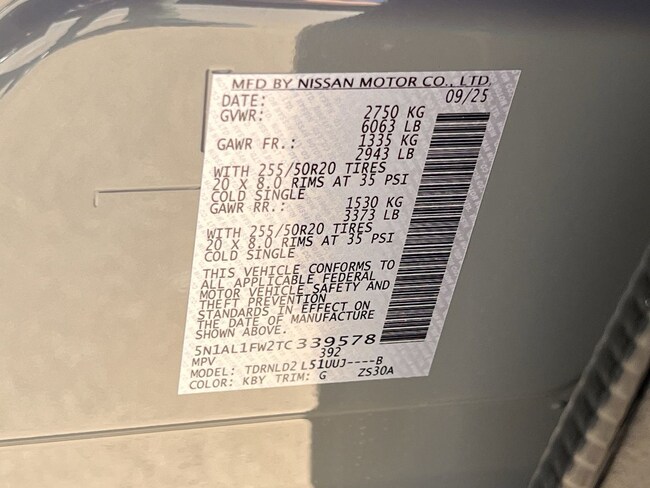 MFD BY NISSAN MOTOR CO., LTD.
DATE: 09/25
GVWR: 2750 KG
6063 LB
GAWR FR.: 1335 KG
2943 LB
WITH 255/50R20 TIRES
20 X 8.0 RIMS AT 35 PSI
COLD SINGLE
GAWR RR.: 1530 KG
3373 LB
WITH 255/50R20 TIRES
20 X 8.0 RIMS AT 35 PSI
COLD SINGLE
THIS VEHICLE CONFORMS TO
ALL APPLICABLE FEDERAL
MOTOR VEHICLE SAFETY AND
THEFT PREVENTION
STANDARDS IN EFFECT ON
THE DATE OF MANUFACTURE
SHOWN ABOVE.
5N1AL1FW2TC339578
MPV 392
MODEL: TDRNLD2 L51UUJ----B
COLOR: KBY TRIM: G ZS30A